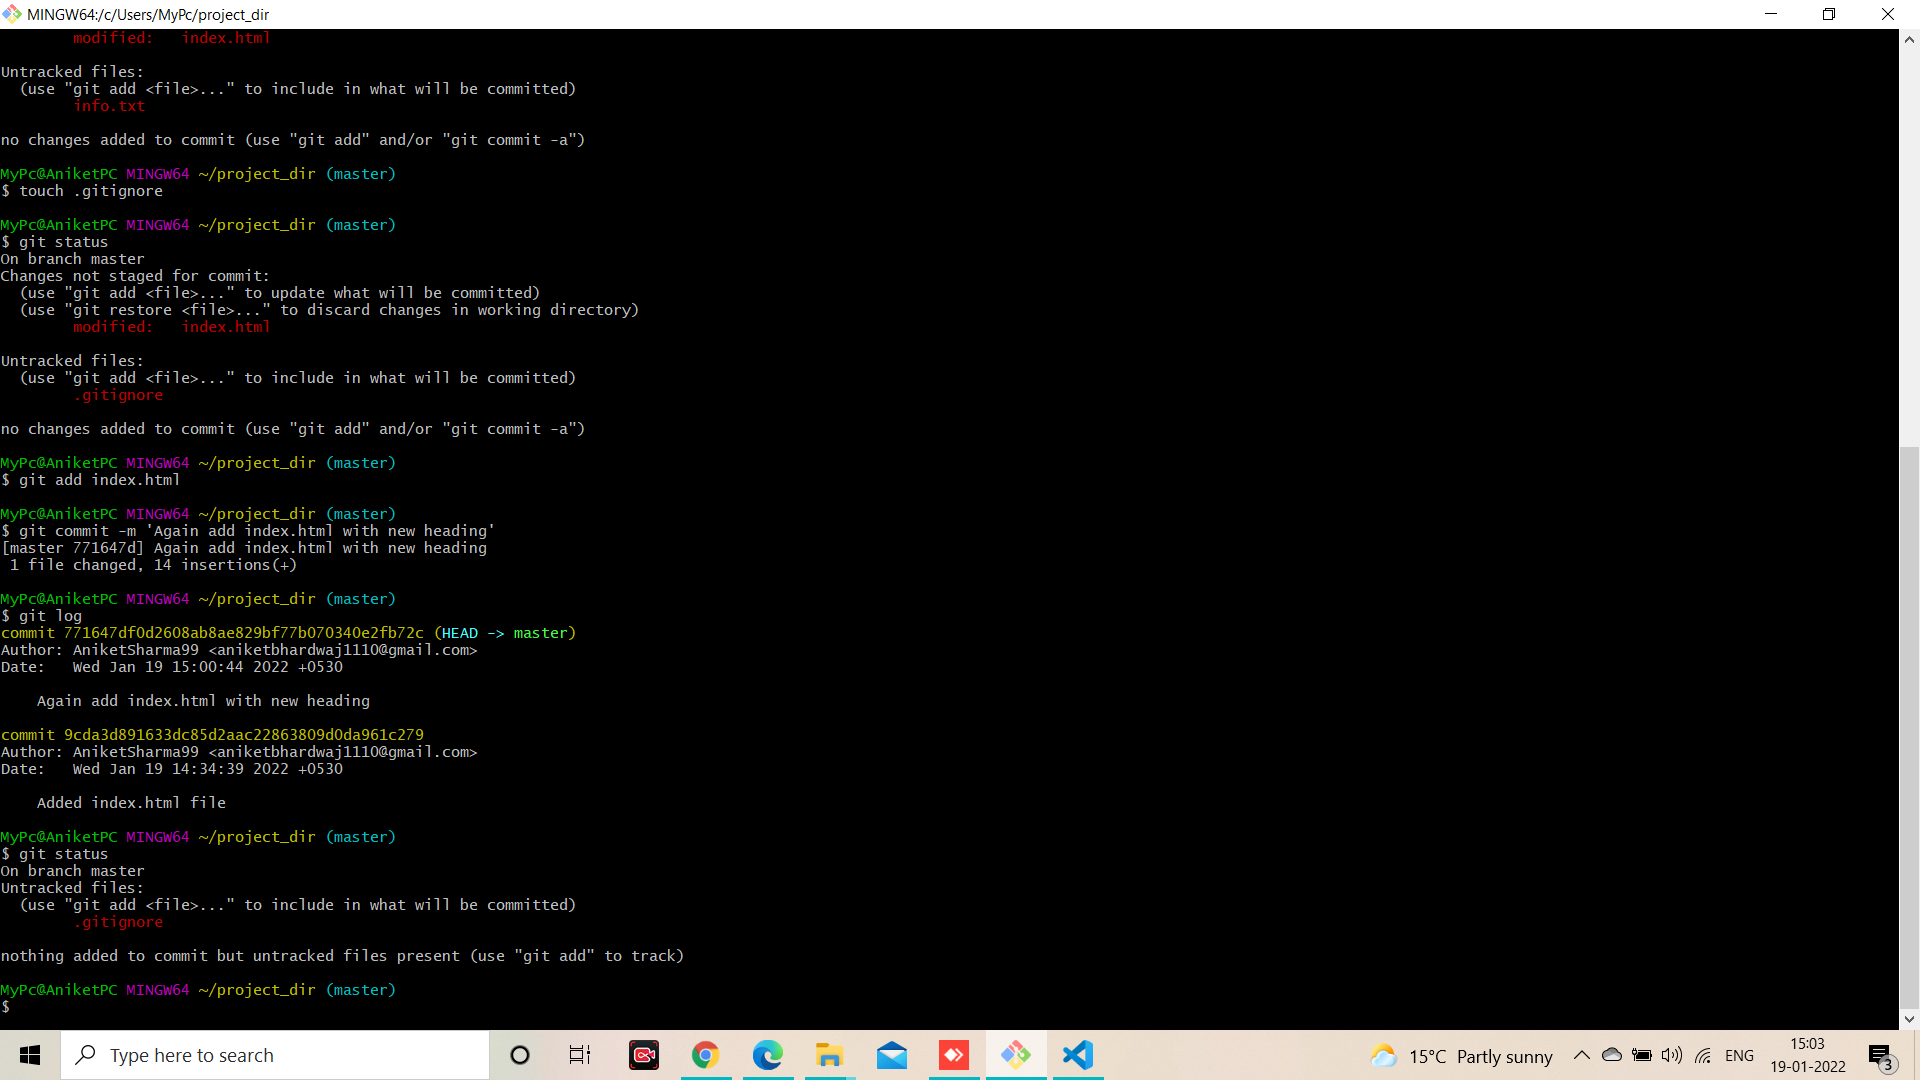 MINGW64:/c/Users/MyPc/project_dir
modified:   index.html
Untracked files:
(use "git add <file>..." to include in what will be committed)
info.txt
no changes added to commit (use "git add" and/or "git commit -a")
MyPc@AniketPC MINGW64 ~/project_dir (master)
$ touch .gitignore
MyPc@AniketPC MINGW64 ~/project_dir (master)
$ git status
On branch master
Changes not staged for commit:
(use "git add <file>..." to update what will be committed)
(use "git restore <file>..." to discard changes in working directory)
modified:   index.html
Untracked files:
(use "git add <file>..." to include in what will be committed)
.gitignore
no changes added to commit (use "git add" and/or "git commit -a")
MyPc@AniketPC MINGW64 ~/project_dir (master)
$ git add index.html
MyPc@AniketPC MINGW64 ~/project_dir (master)
$ git commit -m 'Again add index.html with new heading'
[master 771647d] Again add index.html with new heading
1 file changed, 14 insertions(+)
MyPc@AniketPC MINGW64 ~/project_dir (master)
$ git log
commit 771647df0d2608ab8ae829bf77b070340e2fb72c (HEAD -> master)
Author: AniketSharma99 <aniketbhardwaj1110@gmail.com>
Date:   Wed Jan 19 15:00:44 2022 +0530
Again add index.html with new heading
commit 9cda3d891633dc85d2aac22863809d0da961c279
Author: AniketSharma99 <aniketbhardwaj1110@gmail.com>
Date:   Wed Jan 19 14:34:39 2022 +0530
Added index.html file
MyPc@AniketPC MINGW64 ~/project_dir (master)
$ git status
On branch master
Untracked files:
(use "git add <file>..." to include in what will be committed)
.gitignore
nothing added to commit but untracked files present (use "git add" to track)
MyPc@AniketPC MINGW64 ~/project_dir (master)
$
Type here to search
15°C Partly sunny
ENG
15:03
19-01-2022
3